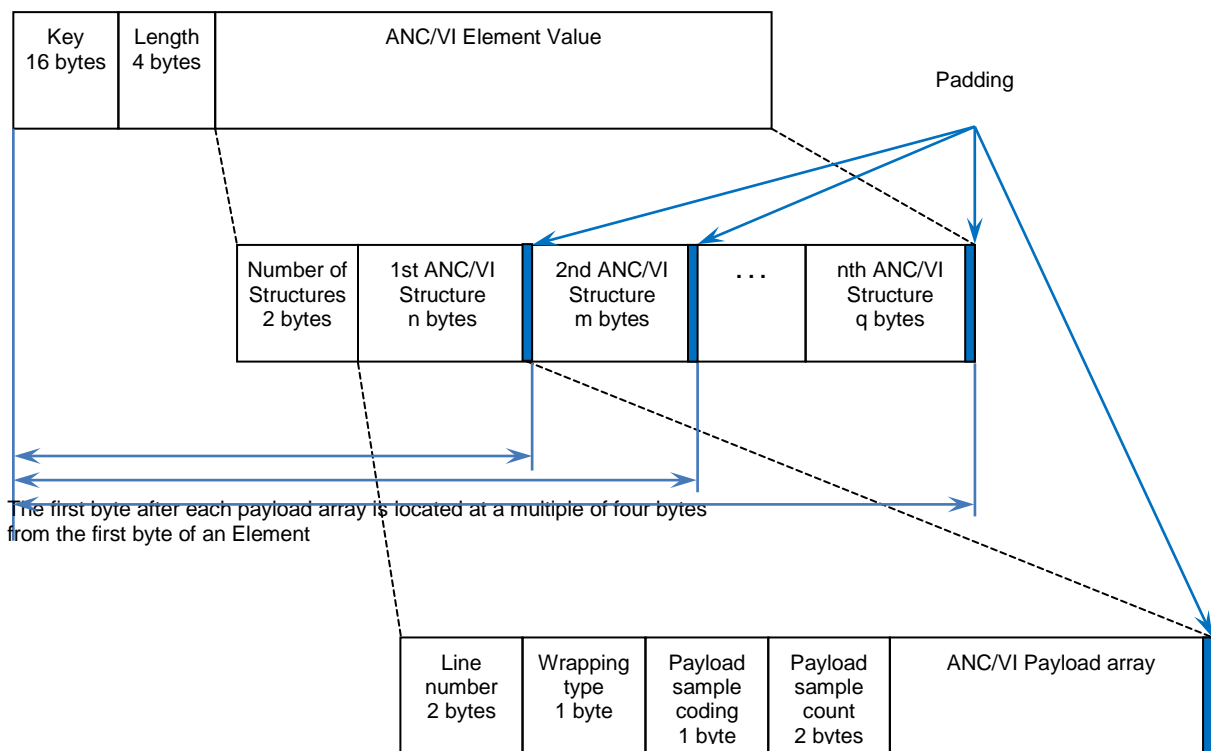 Key
16 bytes
Length
4 bytes
ANC/VI Element Value
Padding
Number of
Structures
2 bytes
1st ANC/VI
Structure
n bytes
2nd ANC/VI
Structure
m bytes
. . .
nth ANC/VI
Structure
q bytes
The first byte after each payload array is located at a multiple of four bytes
from the first byte of an Element
Line
number
2 bytes
Wrapping
type
1 byte
Payload
sample
coding
1 byte
Payload
sample
count
2 bytes
ANC/VI Payload array